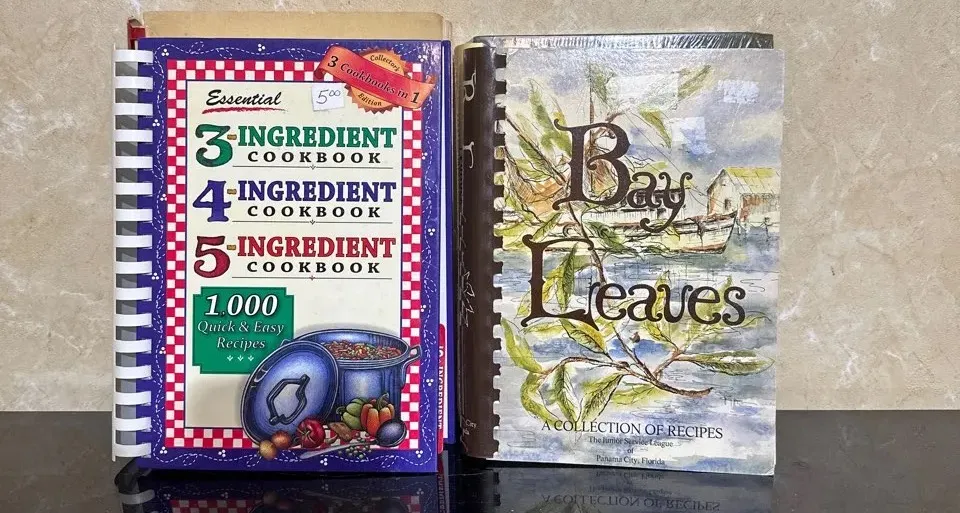 Collectors
3 Cookbooks in 1
Edition
5.00
Essential
3-INGREDIENT
COOKBOOK
4-INGREDIENT
COOKBOOK
5-INGREDIENT
COOKBOOK
1,000
Quick & Easy
Recipes
Bay
Leaves
A COLLECTION OF RECIPES
The Junior Service League
of
Panama City, Florida